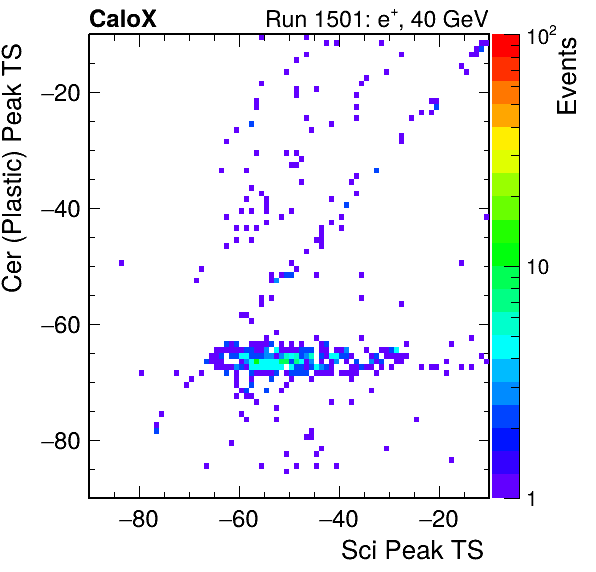 CaloX
Run 1501: e⁺, 40 GeV
Cer (Plastic) Peak TS
−20
−40
−60
−80
−80
−60
−40
−20
Sci Peak TS
10²
10
1
Events